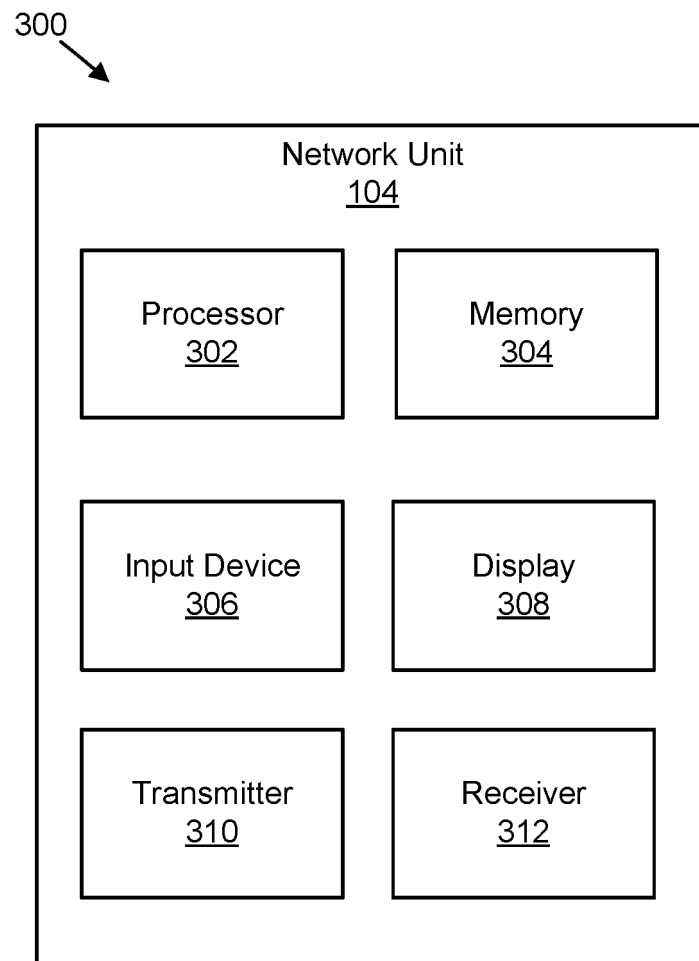 300
Network Unit
104
Processor
302
Memory
304
Input Device
306
Display
308
Transmitter
310
Receiver
312